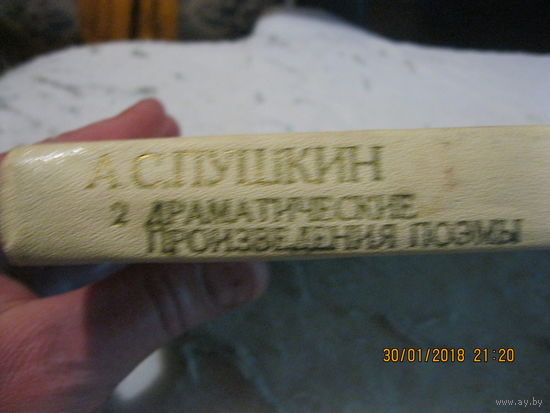 А.С.ПУШКИН
2 ДРАМАТИЧЕСКИЕ
ПРОИЗВЕДЕНИЯ ПОЭМЫ
30/01/2018 21:20
www.ay.by